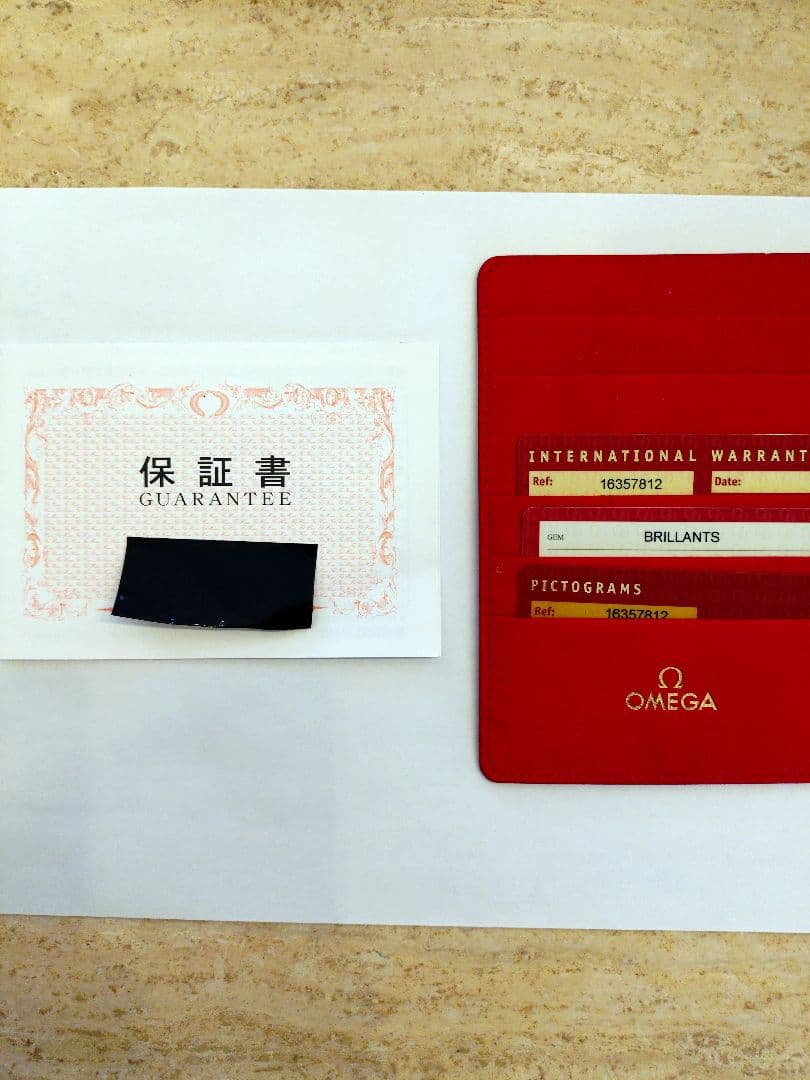 保証書
GUARANTEE
INTERNATIONAL WARRANT
Ref: 16357812 Date:
GEM BRILLANTS
PICTOGRAMS
Ref: 16357812
Ω
OMEGA